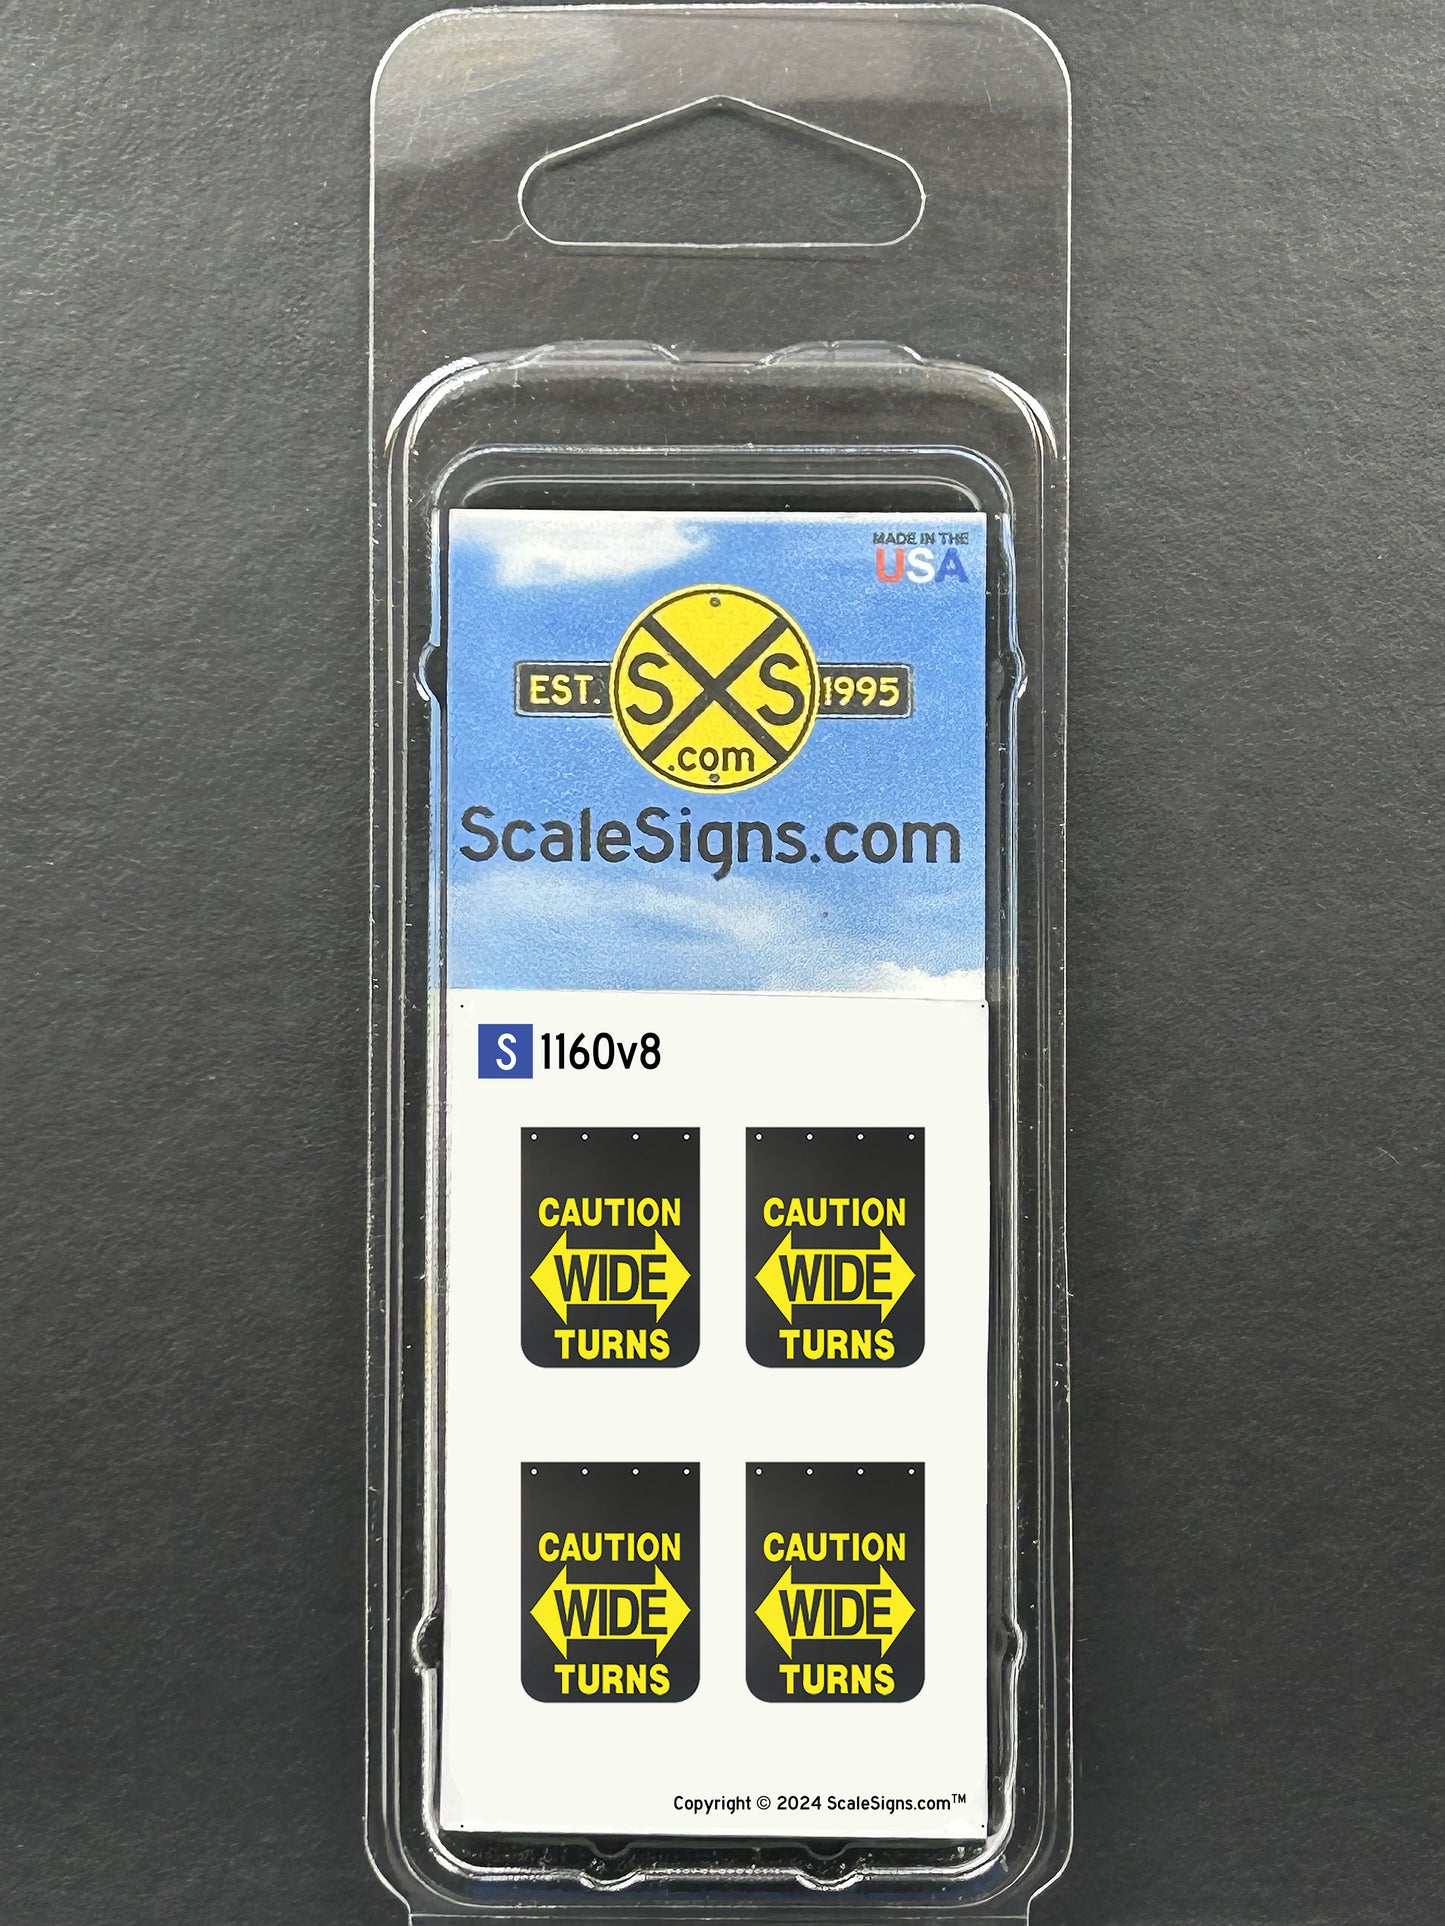 MADE IN THE
USA
EST. S S 1995
.com
ScaleSigns.com
S 1160v8
CAUTION CAUTION
WIDE WIDE
TURNS TURNS
CAUTION CAUTION
WIDE WIDE
TURNS TURNS
Copyright © 2024 ScaleSigns.com™